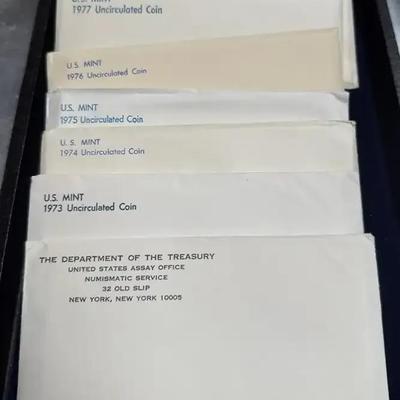 U.S. MINT
1977 Uncirculated Coin
U.S. MINT
1976 Uncirculated Coin
U.S. MINT
1975 Uncirculated Coin
U.S. MINT
1974 Uncirculated Coin
U.S. MINT
1973 Uncirculated Coin
THE DEPARTMENT OF THE TREASURY
UNITED STATES ASSAY OFFICE
NUMISMATIC SERVICE
32 OLD SLIP
NEW YORK, NEW YORK 10005